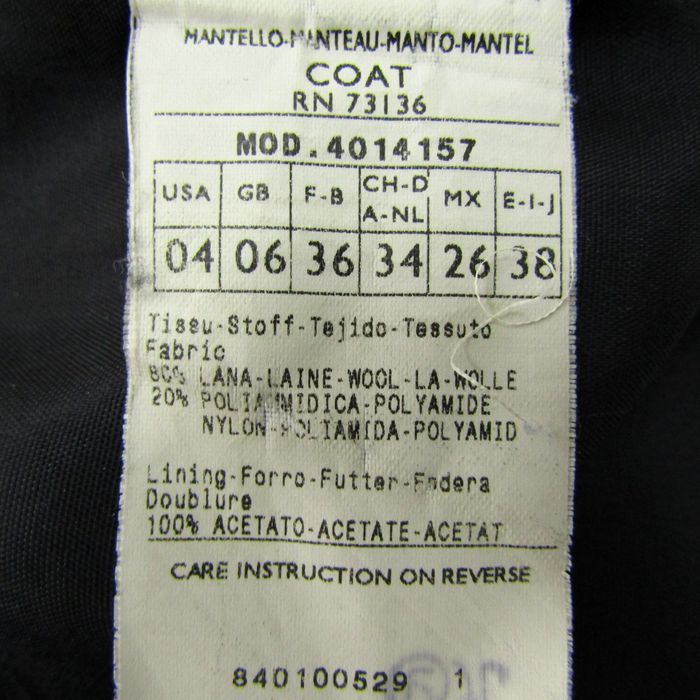 MANTELLO-MANTEAU-MANTO-MANTEL
COAT
RN 73136
MOD.4014157
USA GB F-B CH-D A-NL MX E-I-J
04 06 36 34 26 38
Tissu-Stoff-Tejido-Tessuto
Fabric
80% LANA-LAINE-WOOL-LA-WOLLE
20% POLIAMMIDICA-POLYAMIDE
NYLON-POLIAMIDA-POLYAMID
Lining-Forro-Futter-Fodera
Doublure
100% ACETATO-ACETATE-ACETAT
CARE INSTRUCTION ON REVERSE
840100529 1